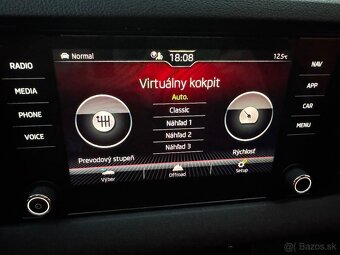 Normal
18:08
12.5°C
RADIO
MEDIA
PHONE
VOICE
NAV
APP
CAR
MENU
Virtuálny kokpit
Auto.
Classic
Náhľad 1
Náhľad 2
Náhľad 3
Prevodový stupeň
Rýchlosť
Výber
Offroad
Setup
Bazos.sk